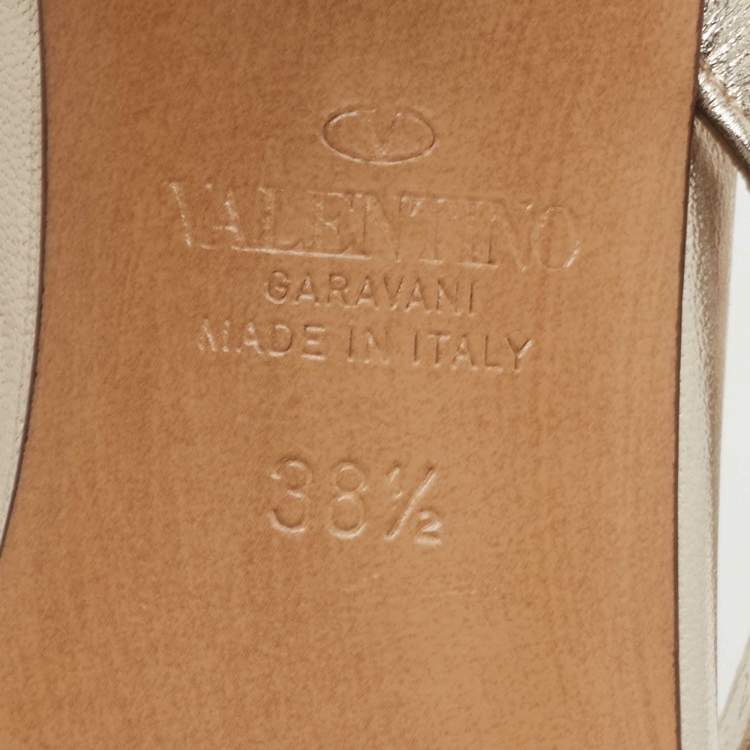 VALENTINO
GARAVANI
MADE IN ITALY
38½